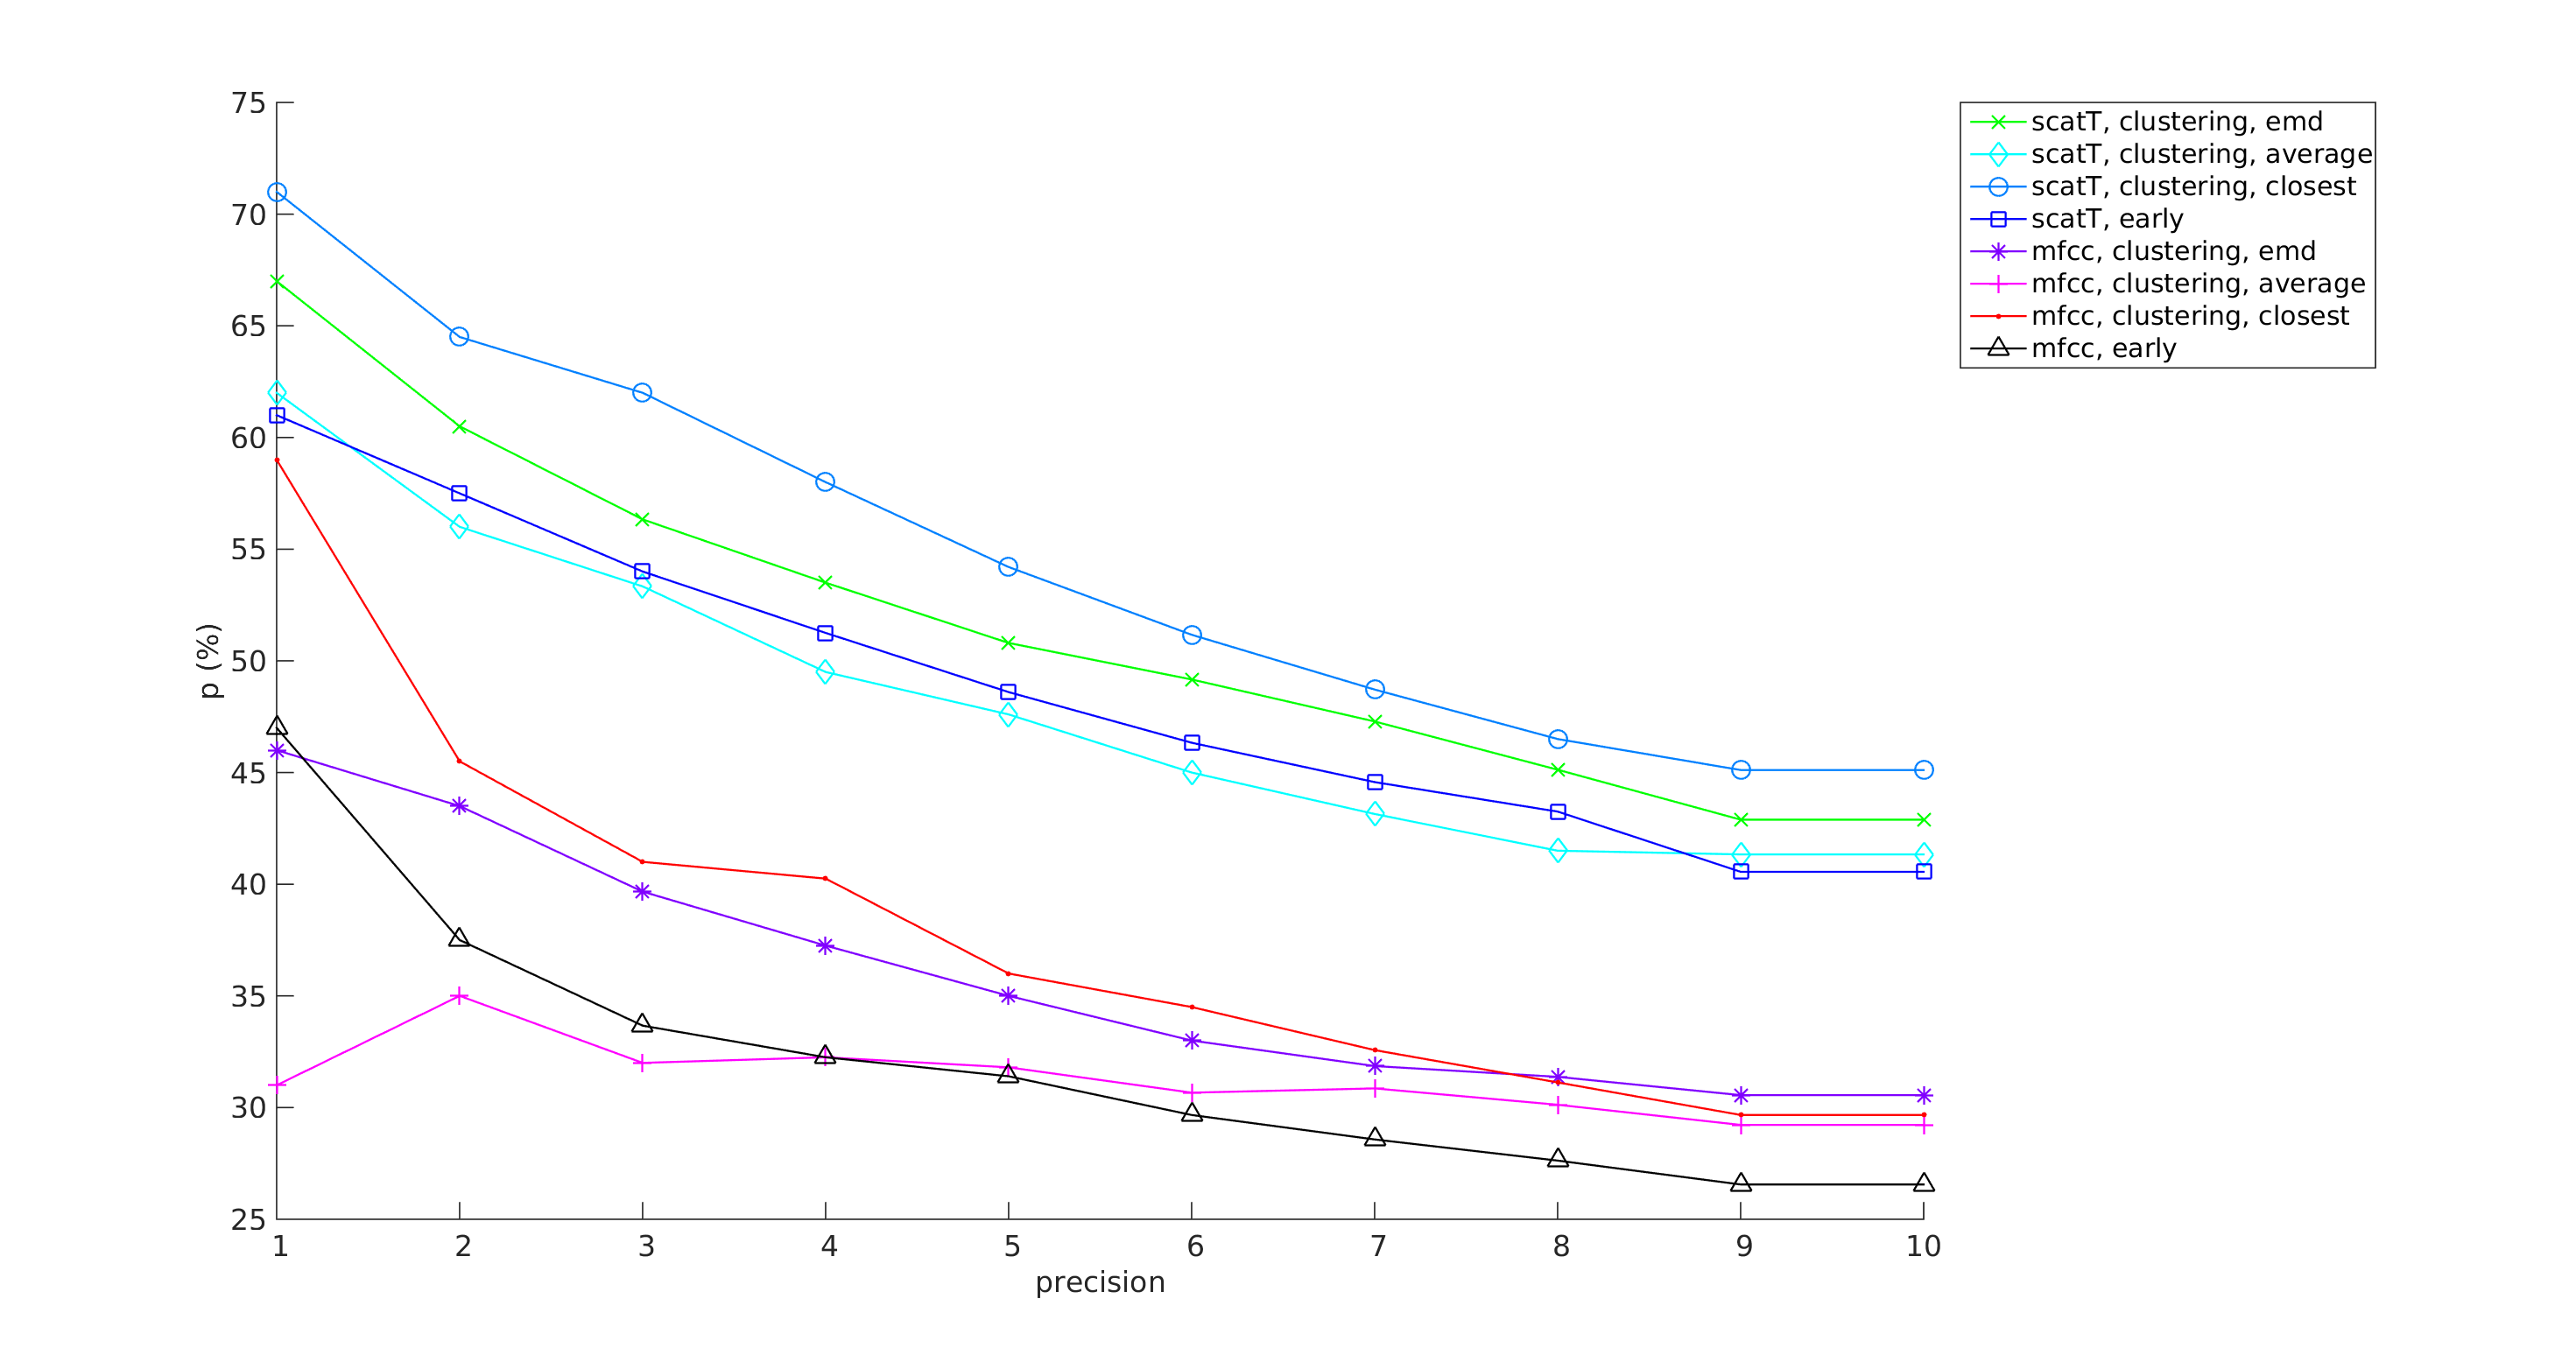 75
70
65
60
55
50
45
40
35
30
25
p (%)
1 2 3 4 5 6 7 8 9 10
precision
scatT, clustering, emd
scatT, clustering, average
scatT, clustering, closest
scatT, early
mfcc, clustering, emd
mfcc, clustering, average
mfcc, clustering, closest
mfcc, early